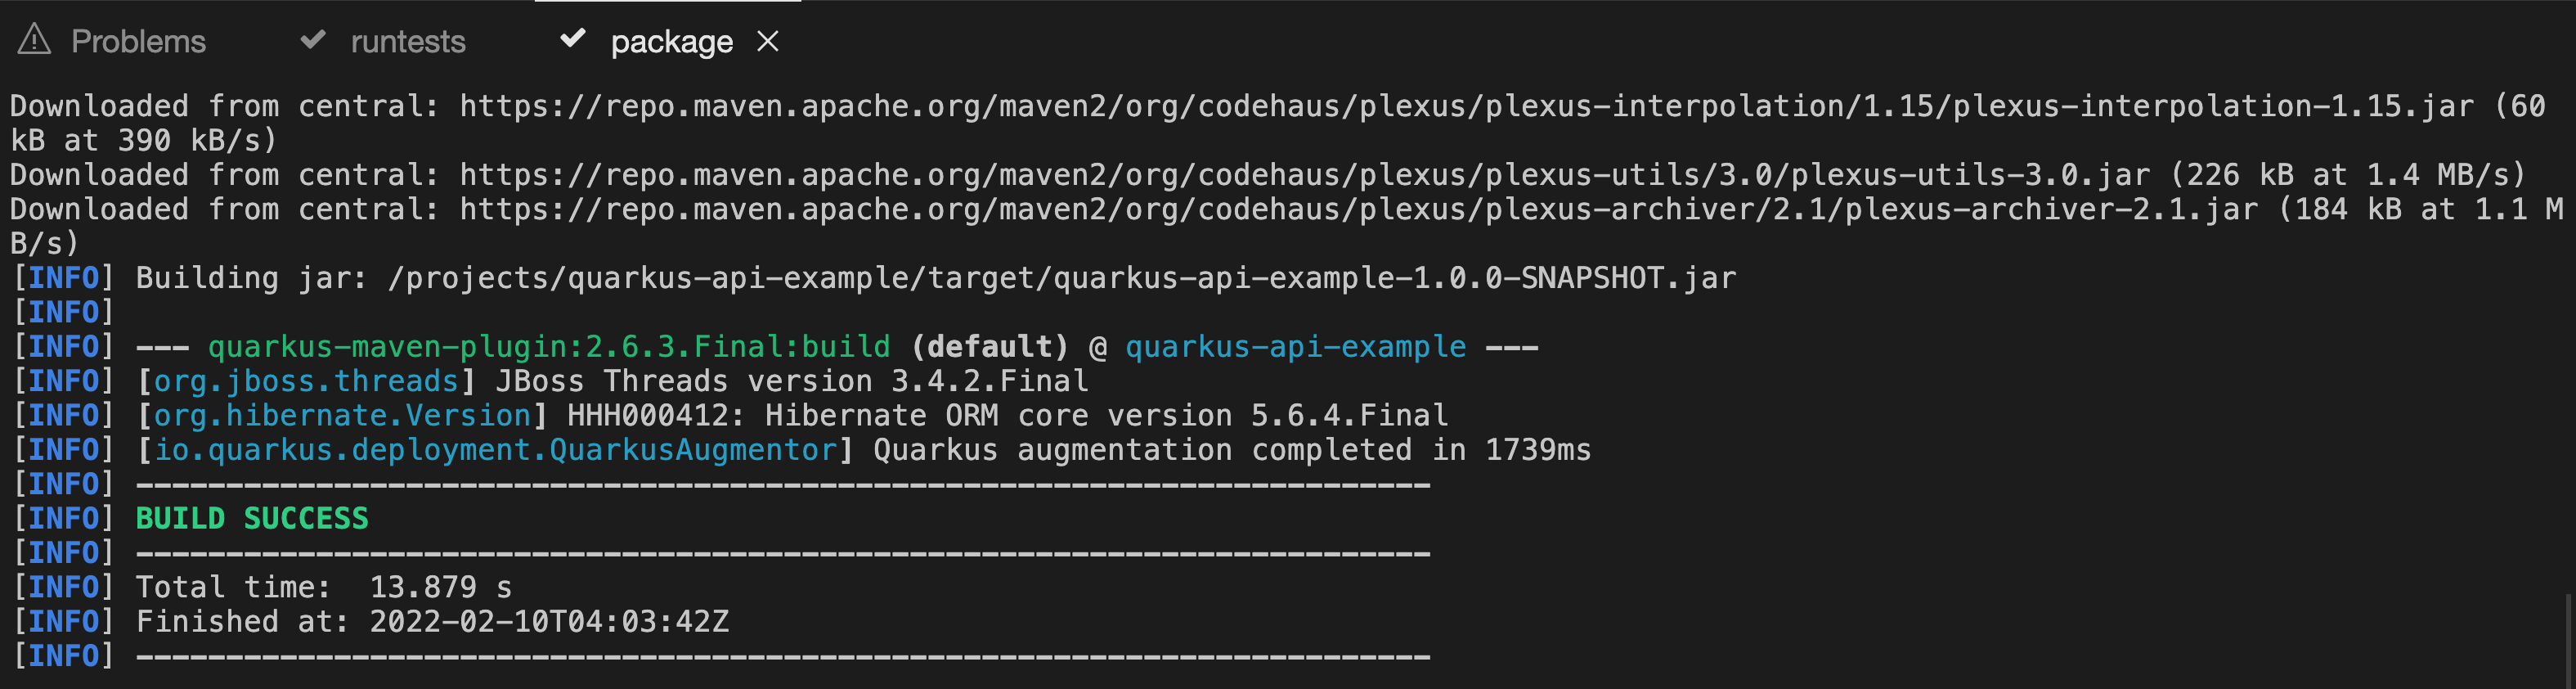 Problems runtests package
Downloaded from central: https://repo.maven.apache.org/maven2/org/codehaus/plexus/plexus-interpolation/1.15/plexus-interpolation-1.15.jar (60
kB at 390 kB/s)
Downloaded from central: https://repo.maven.apache.org/maven2/org/codehaus/plexus/plexus-utils/3.0/plexus-utils-3.0.jar (226 kB at 1.4 MB/s)
Downloaded from central: https://repo.maven.apache.org/maven2/org/codehaus/plexus/plexus-archiver/2.1/plexus-archiver-2.1.jar (184 kB at 1.1 M
B/s)
[INFO] Building jar: /projects/quarkus-api-example/target/quarkus-api-example-1.0.0-SNAPSHOT.jar
[INFO]
[INFO] --- quarkus-maven-plugin:2.6.3.Final:build (default) @ quarkus-api-example ---
[INFO] [org.jboss.threads] JBoss Threads version 3.4.2.Final
[INFO] [org.hibernate.Version] HHH000412: Hibernate ORM core version 5.6.4.Final
[INFO] [io.quarkus.deployment.QuarkusAugmentor] Quarkus augmentation completed in 1739ms
[INFO] ------------------------------------------------------------------------
[INFO] BUILD SUCCESS
[INFO] ------------------------------------------------------------------------
[INFO] Total time:  13.879 s
[INFO] Finished at: 2022-02-10T04:03:42Z
[INFO] ------------------------------------------------------------------------